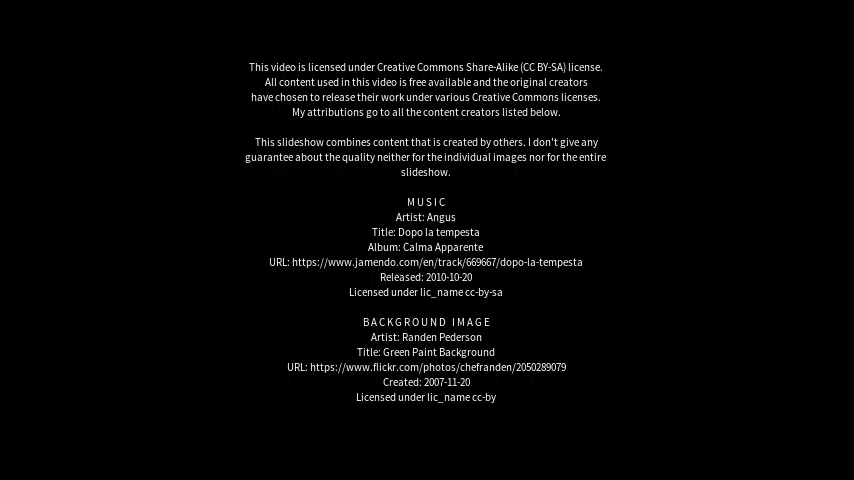 This video is licensed under Creative Commons Share-Alike (CC BY-SA) license.
All content used in this video is free available and the original creators
have chosen to release their work under various Creative Commons licenses.
My attributions go to all the content creators listed below.
This slideshow combines content that is created by others. I don't give any
guarantee about the quality neither for the individual images nor for the entire
slideshow.
M U S I C
Artist: Angus
Title: Dopo la tempesta
Album: Calma Apparente
URL: https://www.jamendo.com/en/track/669667/dopo-la-tempesta
Released: 2010-10-20
Licensed under lic_name cc-by-sa
B A C K G R O U N D   I M A G E
Artist: Randen Pederson
Title: Green Paint Background
URL: https://www.flickr.com/photos/chefranden/2050289079
Created: 2007-11-20
Licensed under lic_name cc-by